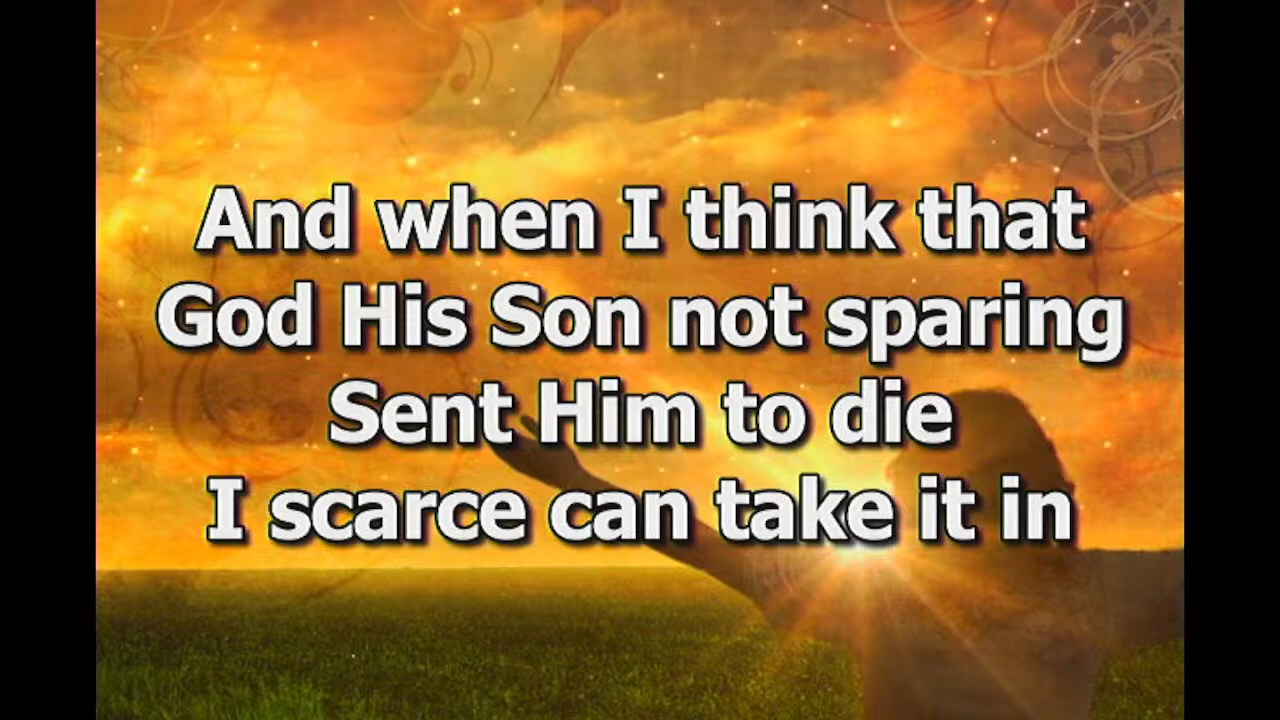 And when I think that
God His Son not sparing
Sent Him to die
I scarce can take it in